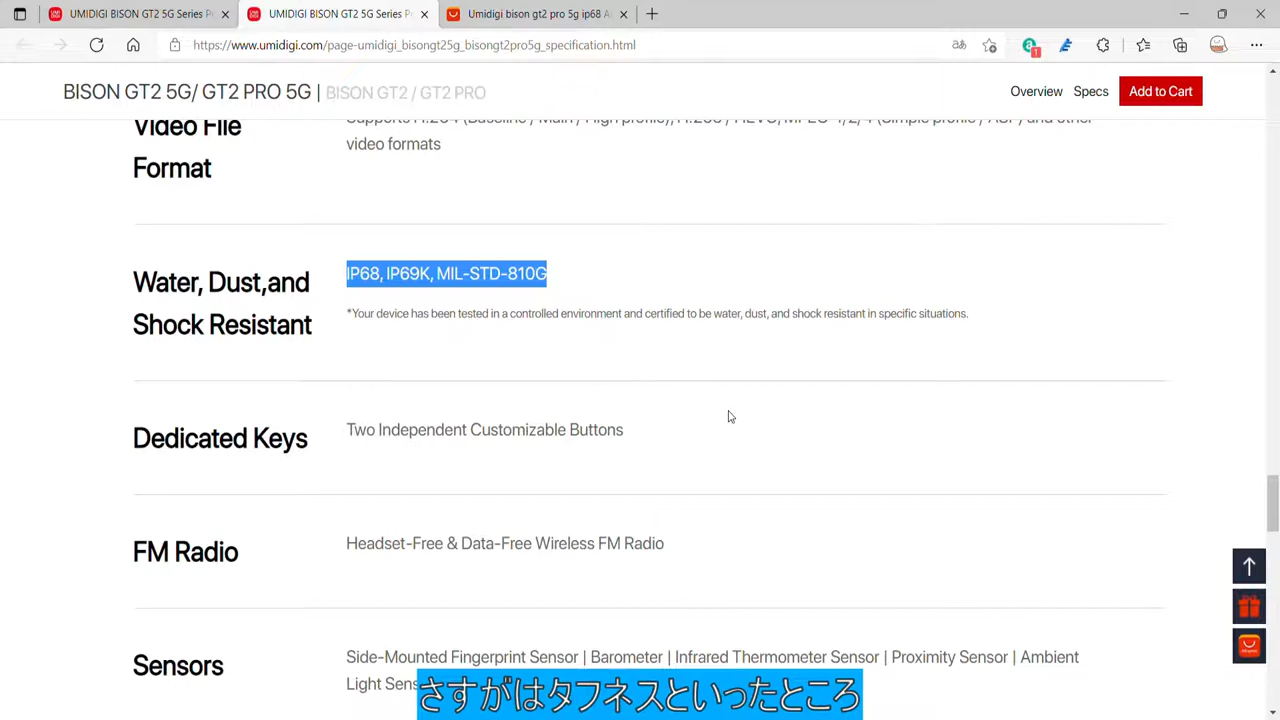 UMIDIGI BISON GT2 5G Series P
UMIDIGI BISON GT2 5G Series P
Umidigi bison gt2 pro 5g ip68 A
https://www.umidigi.com/page-umidigi_bisongt25g_bisongt2pro5g_specification.html
BISON GT2 5G/ GT2 PRO 5G | BISON GT2 / GT2 PRO
Overview
Specs
Add to Cart
Video File
Format
video formats
Water, Dust,and
Shock Resistant
IP68, IP69K, MIL-STD-810G
*Your device has been tested in a controlled environment and certified to be water, dust, and shock resistant in specific situations.
Dedicated Keys
Two Independent Customizable Buttons
FM Radio
Headset-Free & Data-Free Wireless FM Radio
Sensors
Side-Mounted Fingerprint Sensor | Barometer | Infrared Thermometer Sensor | Proximity Sensor | Ambient
Light Sens
さすがはタフネスといったところ